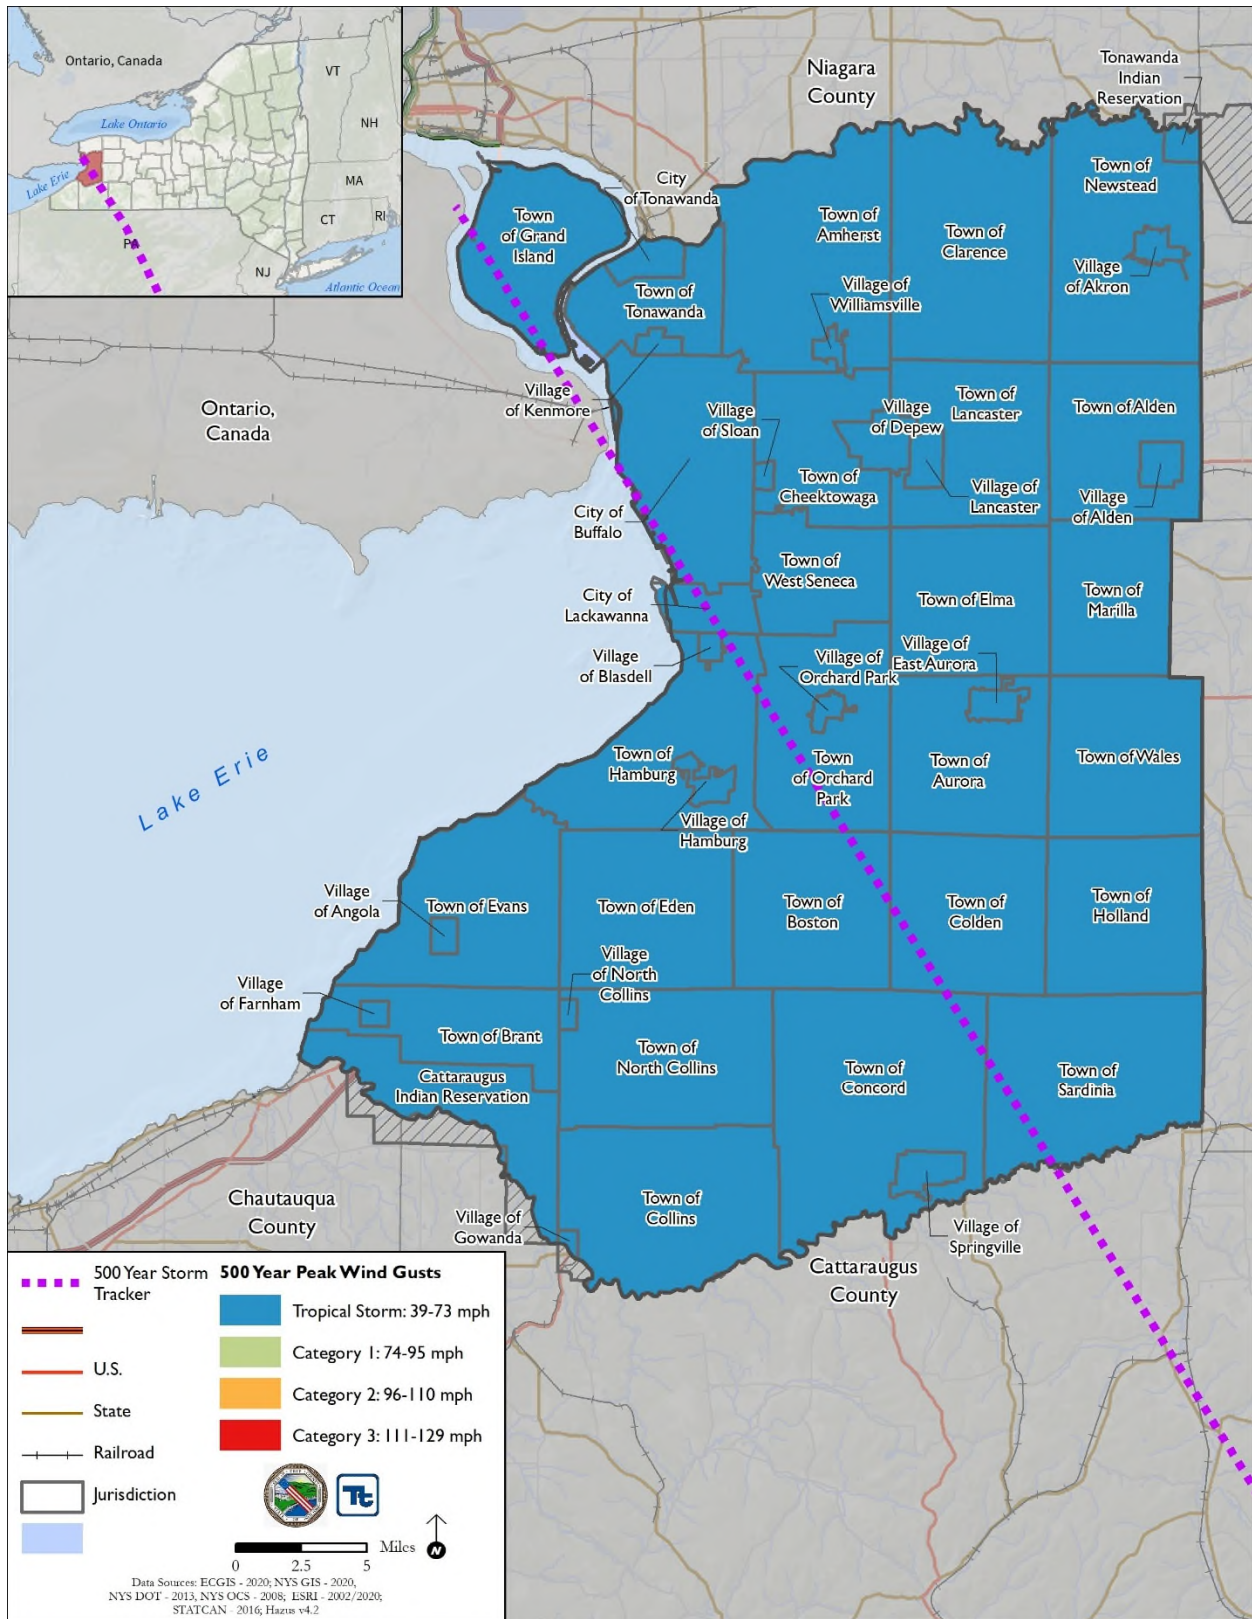 Ontario, Canada
VT
Lake Ontario
NH
Lake Erie
MA
CT
RI
PA
NJ
Atlantic Ocean
Niagara
County
Tonawanda
Indian
Reservation
City
of Tonawanda
Town of
Newstead
Town
of Grand
Island
Town of
Amherst
Town of
Clarence
Village
of Akron
Town of
Tonawanda
Village of
Williamsville
Village
of Kenmore
Ontario,
Canada
Village
of Sloan
Village
of Depew
Town of
Lancaster
Town of Alden
Town of
Cheektowaga
Village of
Lancaster
Village
of Alden
City of
Buffalo
Town of
West Seneca
City of
Lackawanna
Town of Elma
Town of
Marilla
Village
of Blasdell
Village of
Orchard Park
Village of
East Aurora
Town of
Hamburg
Town
of Orchard
Park
Town of
Aurora
Town of Wales
Lake Erie
Village of
Hamburg
Village
of Angola
Town of Evans
Town of Eden
Town of
Boston
Town of
Colden
Town of
Holland
Village
of North
Collins
Village
of Farnham
Town of Brant
Town of
North Collins
Town of
Concord
Town of
Sardinia
Cattaraugus
Indian Reservation
Chautauqua
County
Town of
Collins
Village of
Gowanda
Village of
Springville
Cattaraugus
County
500 Year Storm
Tracker
U.S.
State
Railroad
Jurisdiction
500 Year Peak Wind Gusts
Tropical Storm: 39-73 mph
Category 1: 74-95 mph
Category 2: 96-110 mph
Category 3: 111-129 mph
Tt
N
Miles
0 2.5 5
Data Sources: ECGIS - 2020; NYS GIS - 2020,
NYS DOT - 2013, NYS OCS - 2008; ESRI - 2002/2020;
STATCAN - 2016; Hazus v4.2